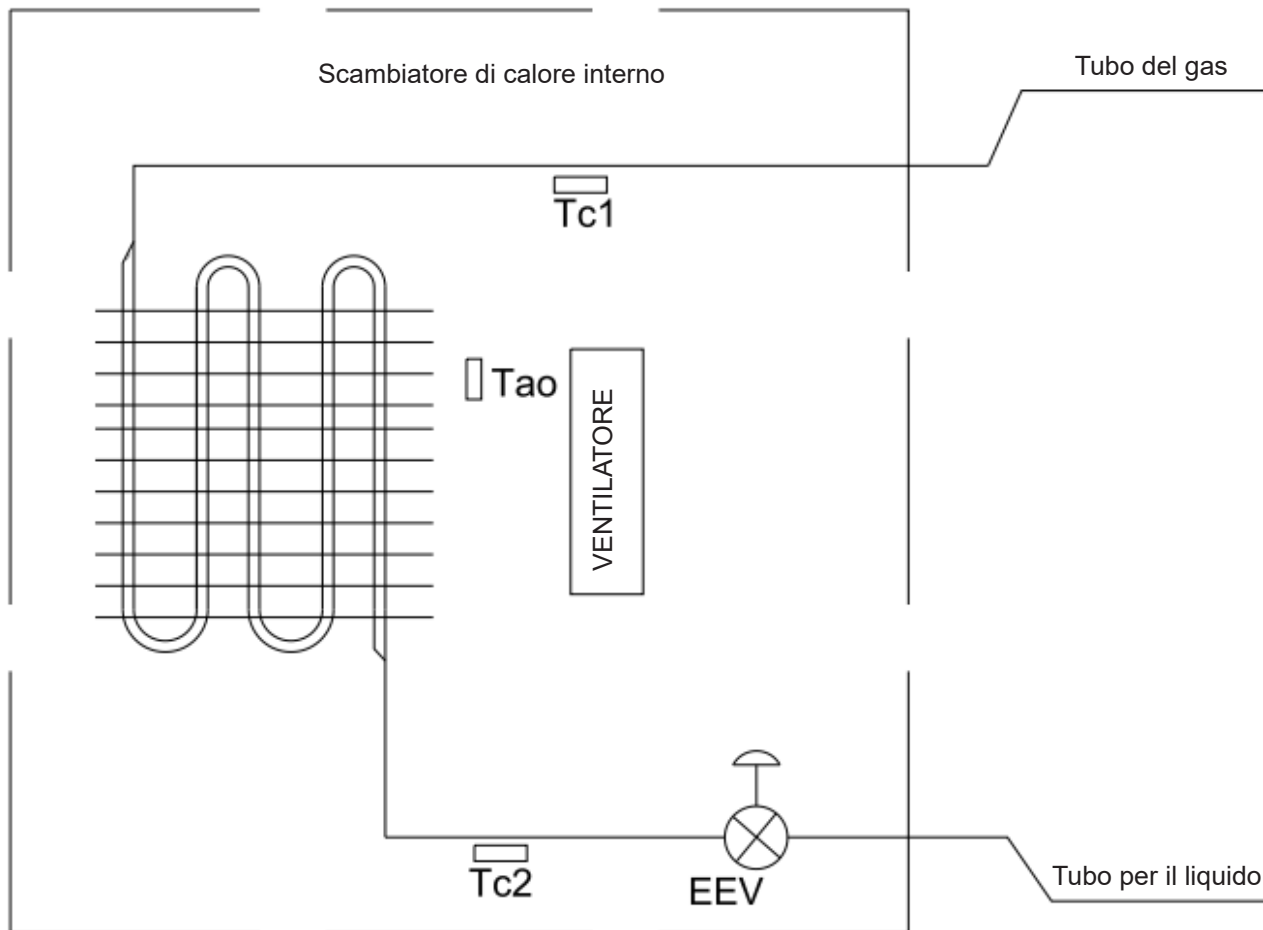 Scambiatore di calore interno
Tubo del gas
Tc1
Tao
VENTILATORE
Tc2
EEV
Tubo per il liquido